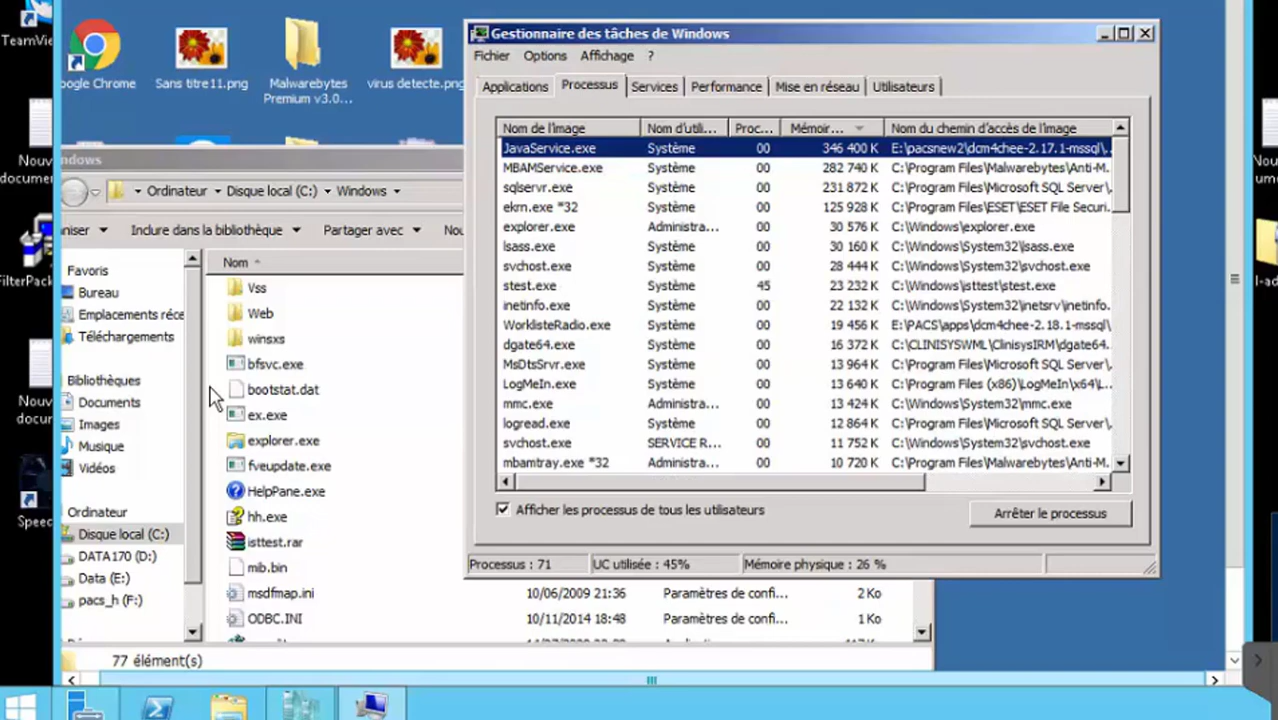 TeamVie
oogle Chrome
Sans titre11.png
Malwarebytes
Premium v3.0...
virus detecte.png
Nouv
documen
FilterPack
Nouv
docume
Speec
Nou
docum
l-ad
Gestionnaire des tâches de Windows
Fichier Options Affichage ?
Applications Processus Services Performance Mise en réseau Utilisateurs
Nom de l'image Nom d'utili... Proc... Mémoir... Nom du chemin d'accès de l'image
JavaService.exe Système 00 346 400 K E:\pacsnew2\dcm4chee-2.17.1-mssql\...
MBAMService.exe Système 00 282 740 K C:\Program Files\Malwarebytes\Anti-M...
sqlservr.exe Système 00 231 872 K C:\Program Files\Microsoft SQL Server\...
ekrn.exe *32 Système 00 125 928 K C:\Program Files\ESET\ESET File Securi...
explorer.exe Administra... 00 30 576 K C:\Windows\explorer.exe
lsass.exe Système 00 30 160 K C:\Windows\System32\lsass.exe
svchost.exe Système 00 28 444 K C:\Windows\System32\svchost.exe
stest.exe Système 45 23 232 K C:\Windows\isttest\stest.exe
inetinfo.exe Système 00 22 132 K C:\Windows\System32\inetsrv\inetinfo...
WorklisteRadio.exe Système 00 19 456 K E:\PACS\apps\dcm4chee-2.18.1-mssql\...
dgate64.exe Système 00 16 372 K C:\CLINISYSWML\ClinisysIRM\dgate64...
MsDtsSrvr.exe Système 00 13 964 K C:\Program Files\Microsoft SQL Server\...
LogMeIn.exe Système 00 13 640 K C:\Program Files (x86)\LogMeIn\x64\L...
mmc.exe Administra... 00 13 424 K C:\Windows\System32\mmc.exe
logread.exe Système 00 12 864 K C:\Program Files\Microsoft SQL Server\...
svchost.exe SERVICE R... 00 11 752 K C:\Windows\System32\svchost.exe
mbamtray.exe *32 Administra... 00 10 720 K C:\Program Files\Malwarebytes\Anti-M...
Afficher les processus de tous les utilisateurs
Arrêter le processus
Processus : 71 UC utilisée : 45% Mémoire physique : 26 %
ndows
Ordinateur Disque local (C:) Windows
niser Indure dans la bibliothèque Partager avec Nou
Favoris
Bureau
Emplacements réce
Téléchargements
Bibliothèques
Documents
Images
Musique
Vidéos
Ordinateur
Disque local (C:)
DATA170 (D:)
Data (E:)
pacs_h (F:)
Nom
Vss
Web
winsxs
bfsvc.exe
bootstat.dat
ex.exe
explorer.exe
fveupdate.exe
HelpPane.exe
hh.exe
isttest.rar
mib.bin
msdfmap.ini 10/06/2009 21:36 Paramètres de confi... 2 Ko
ODBC.INI 10/11/2014 18:48 Paramètres de confi... 1 Ko
77 élément(s)